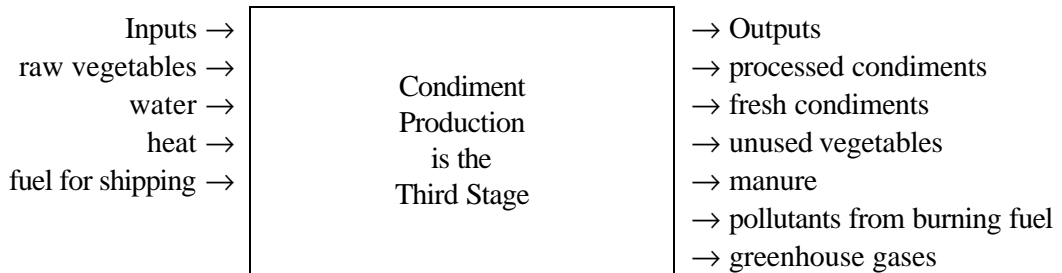 Inputs →
raw vegetables →
water →
heat →
fuel for shipping →
Condiment
Production
is the
Third Stage
→ Outputs
→ processed condiments
→ fresh condiments
→ unused vegetables
→ manure
→ pollutants from burning fuel
→ greenhouse gases